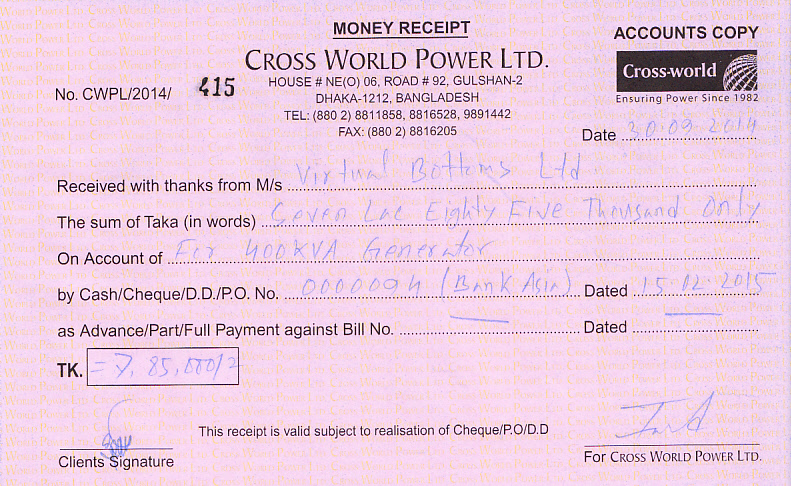 MONEY RECEIPT
ACCOUNTS COPY
CROSS WORLD POWER LTD.
Cross-world
Ensuring Power Since 1982
HOUSE # NE(O) 06, ROAD # 92, GULSHAN-2
DHAKA-1212, BANGLADESH
TEL: (880 2) 8811858, 8816528, 9891442
FAX: (880 2) 8816205
No. CWPL/2014/ 415
Date 30.09.2014
Received with thanks from M/s Virtual Bottoms Ltd
The sum of Taka (in words) Seven Lac Eighty Five Thousand Only
On Account of For 400KVA Generator
by Cash/Cheque/D.D./P.O. No. 0000094 (Bank Asia) Dated 15.02.2015
as Advance/Part/Full Payment against Bill No. — Dated —
TK. =7,85,000/=
This receipt is valid subject to realisation of Cheque/P.O/D.D
Clients Signature
For CROSS WORLD POWER LTD.